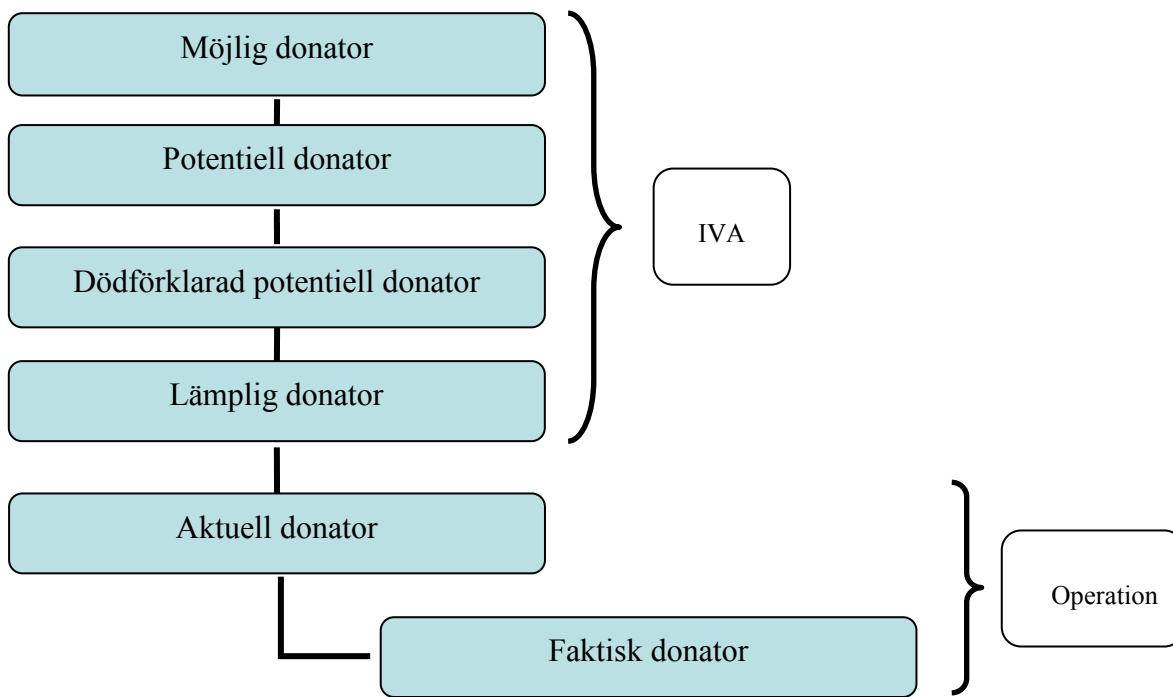 Möjlig donator
Potentiell donator
IVA
Dödförklarad potentiell donator
Lämplig donator
Aktuell donator
Operation
Faktisk donator